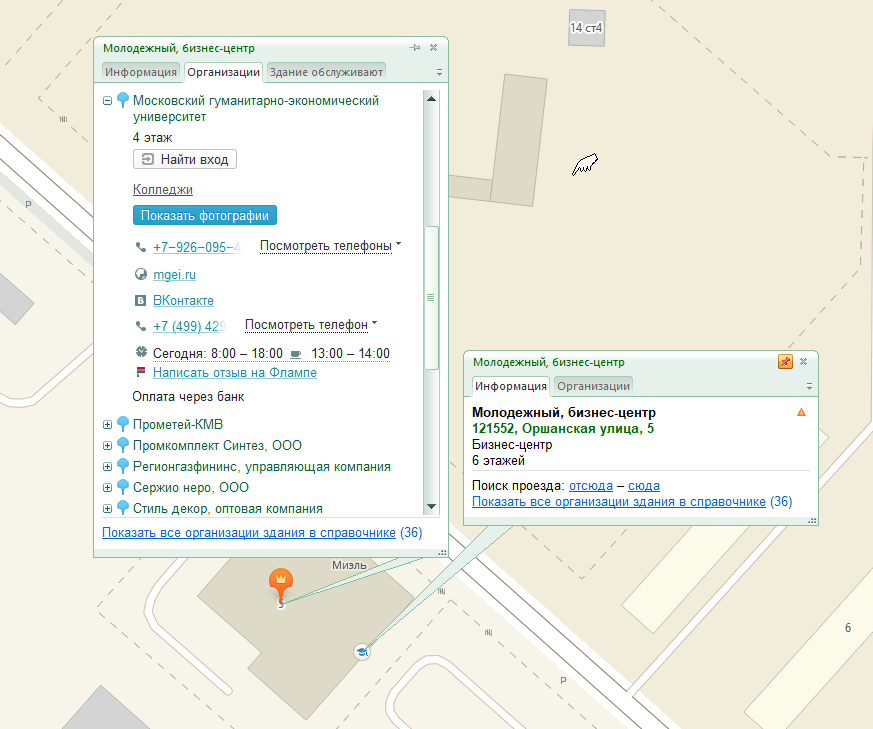 14 ст4
Молодежный, бизнес-центр
Информация Организации Здание обслуживают
Московский гуманитарно-экономический
университет
4 этаж
Найти вход
Колледжи
Показать фотографии
+7–926–095–4 Посмотреть телефоны
mgei.ru
ВКонтакте
+7 (499) 429 Посмотреть телефон
Сегодня: 8:00 – 18:00 13:00 – 14:00
Написать отзыв на Флампе
Оплата через банк
Прометей-КМВ
Промкомплект Синтез, ООО
Регионгазфининс, управляющая компания
Сержио неро, ООО
Стиль декор, оптовая компания
Показать все организации здания в справочнике (36)
P
Молодежный, бизнес-центр
Информация Организации
Молодежный, бизнес-центр
121552, Оршанская улица, 5
Бизнес-центр
6 этажей
Поиск проезда: отсюда – сюда
Показать все организации здания в справочнике (36)
Миэль
5
6
P